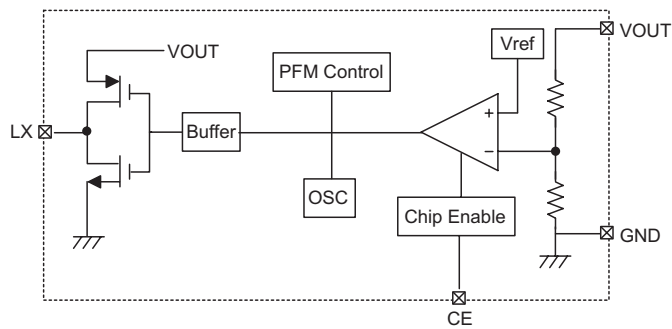 VOUT
VOUT
Vref
PFM Control
+
LX
Buffer
−
OSC
Chip Enable
GND
CE